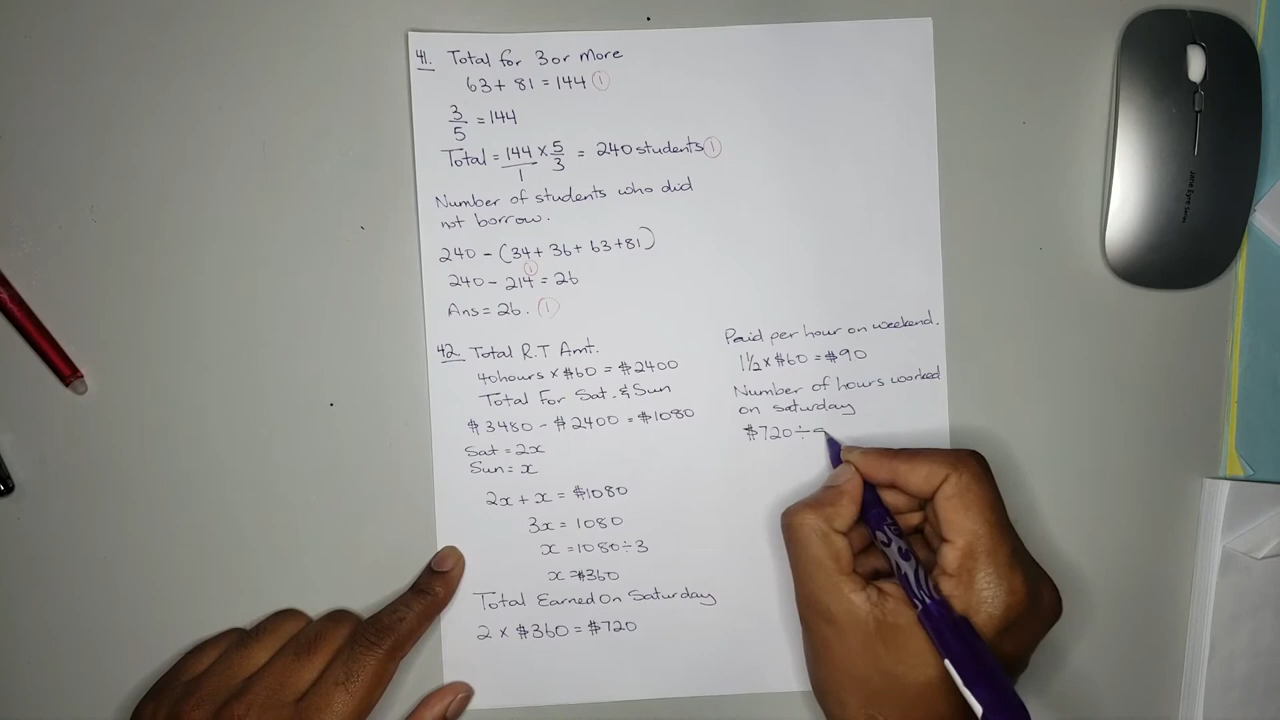 41. Total for 3 or More
63 + 81 = 144 ①
3/5 = 144
Total = 144/1 × 5/3 = 240 students ①
Number of students who did
not borrow.
240 - (34 + 36 + 63 + 81)
①
240 - 214 = 26
Ans = 26. ①
42. Total R.T Amt.
40hours × $60 = $2400
Total For Sat. & Sun
$3480 - $2400 = $1080
Sat = 2x
Sun = x
2x + x = $1080
3x = 1080
x = 1080 ÷ 3
x = $360
Total Earned On Saturday
2 × $360 = $720
Paid per hour on weekend.
1½ × $60 = $90
Number of hours worked
on saturday
$720 ÷